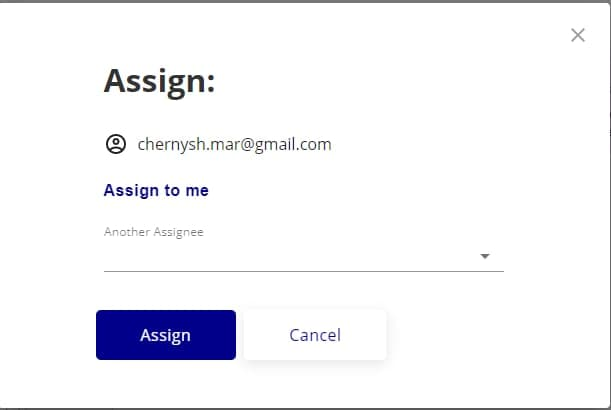 Assign:
chernysh.mar@gmail.com
Assign to me
Another Assignee
Assign
Cancel